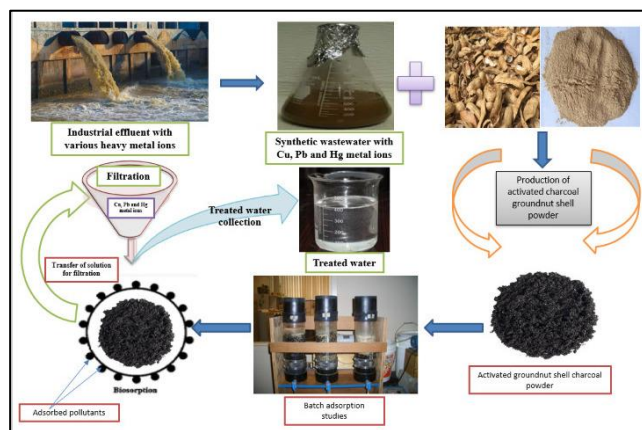 Industrial effluent with
various heavy metal ions
Synthetic wastewater with
Cu, Pb and Hg metal ions
Production of
activated charcoal
groundnut shell
powder
Filtration
Cu, Pb and Hg
metal ions
Treated water
collection
Treated water
Transfer of solution
for filtration
Biosorption
Adsorbed pollutants
Batch adsorption
studies
Activated groundnut shell charcoal
powder